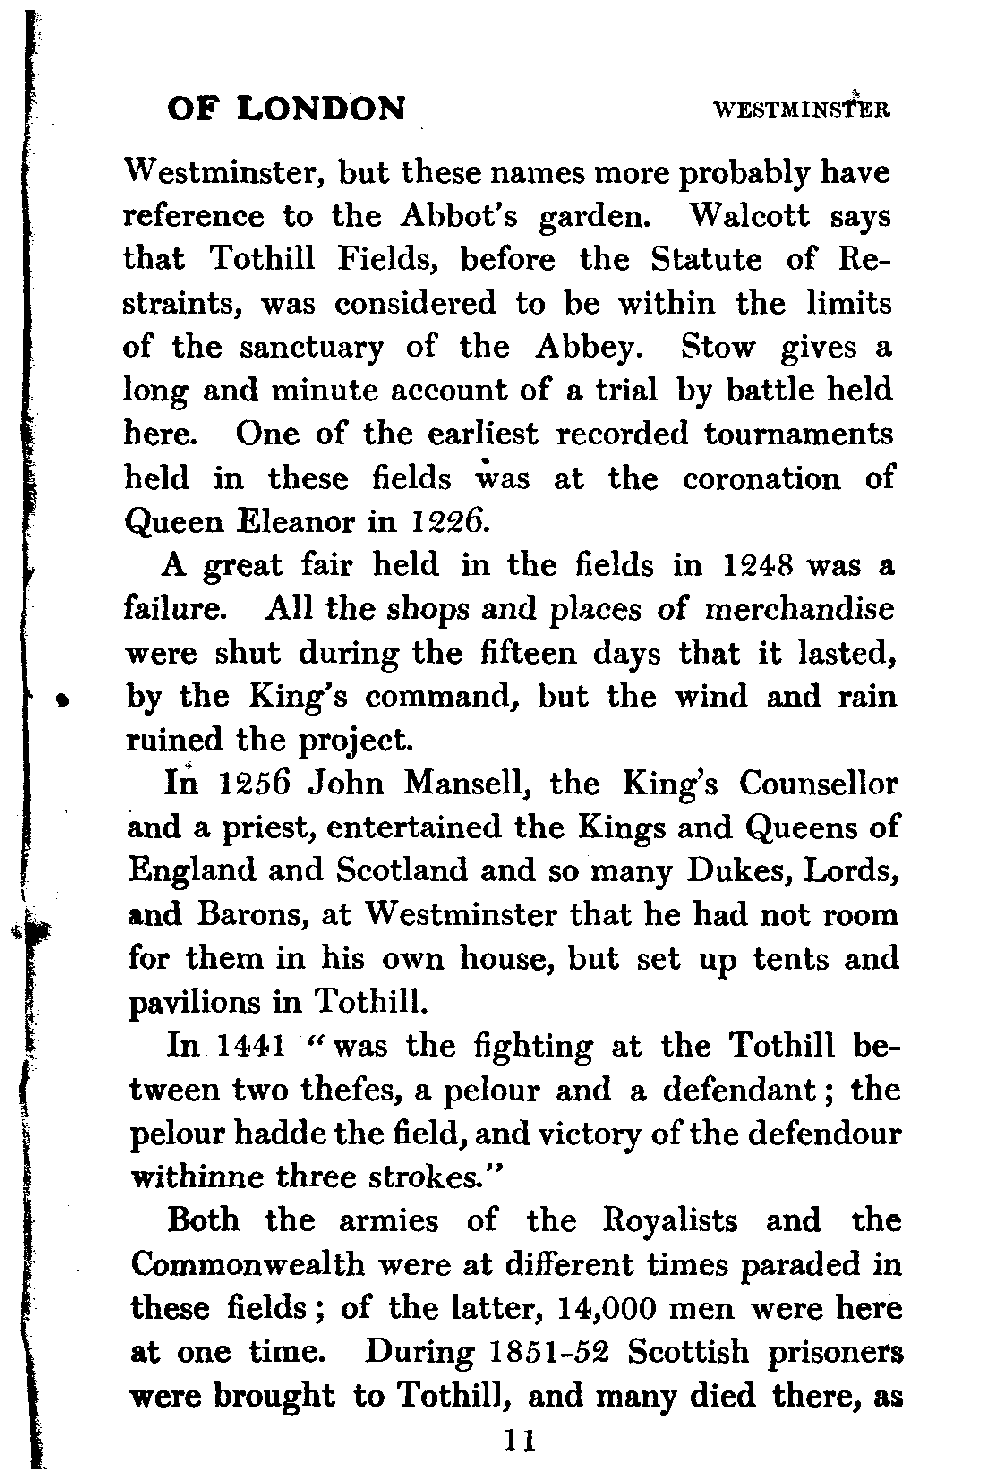 OF LONDON WESTMINSTER
Westminster, but these names more probably have
reference to the Abbot's garden. Walcott says
that Tothill Fields, before the Statute of Re-
straints, was considered to be within the limits
of the sanctuary of the Abbey. Stow gives a
long and minute account of a trial by battle held
here. One of the earliest recorded tournaments
held in these fields was at the coronation of
Queen Eleanor in 1226.
A great fair held in the fields in 1248 was a
failure. All the shops and places of merchandise
were shut during the fifteen days that it lasted,
by the King's command, but the wind and rain
ruined the project.
In 1256 John Mansell, the King's Counsellor
and a priest, entertained the Kings and Queens of
England and Scotland and so many Dukes, Lords,
and Barons, at Westminster that he had not room
for them in his own house, but set up tents and
pavilions in Tothill.
In 1441 "was the fighting at the Tothill be-
tween two thefes, a pelour and a defendant; the
pelour hadde the field, and victory of the defendour
withinne three strokes."
Both the armies of the Royalists and the
Commonwealth were at different times paraded in
these fields; of the latter, 14,000 men were here
at one time. During 1851-52 Scottish prisoners
were brought to Tothill, and many died there, as
11